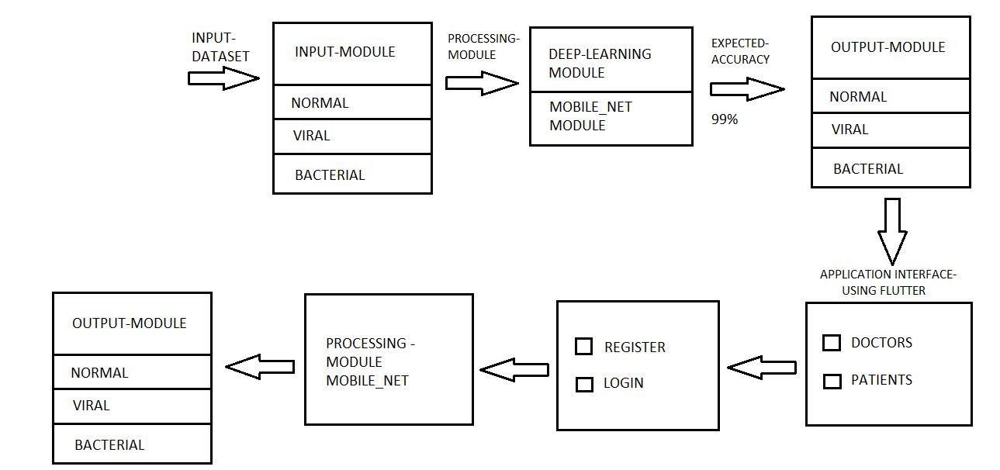 INPUT-
DATASET
INPUT-MODULE
NORMAL
VIRAL
BACTERIAL
PROCESSING-
MODULE
DEEP-LEARNING
MODULE
MOBILE_NET
MODULE
EXPECTED-
ACCURACY
99%
OUTPUT-MODULE
NORMAL
VIRAL
BACTERIAL
APPLICATION INTERFACE-
USING FLUTTER
DOCTORS
PATIENTS
REGISTER
LOGIN
PROCESSING -
MODULE
MOBILE_NET
OUTPUT-MODULE
NORMAL
VIRAL
BACTERIAL